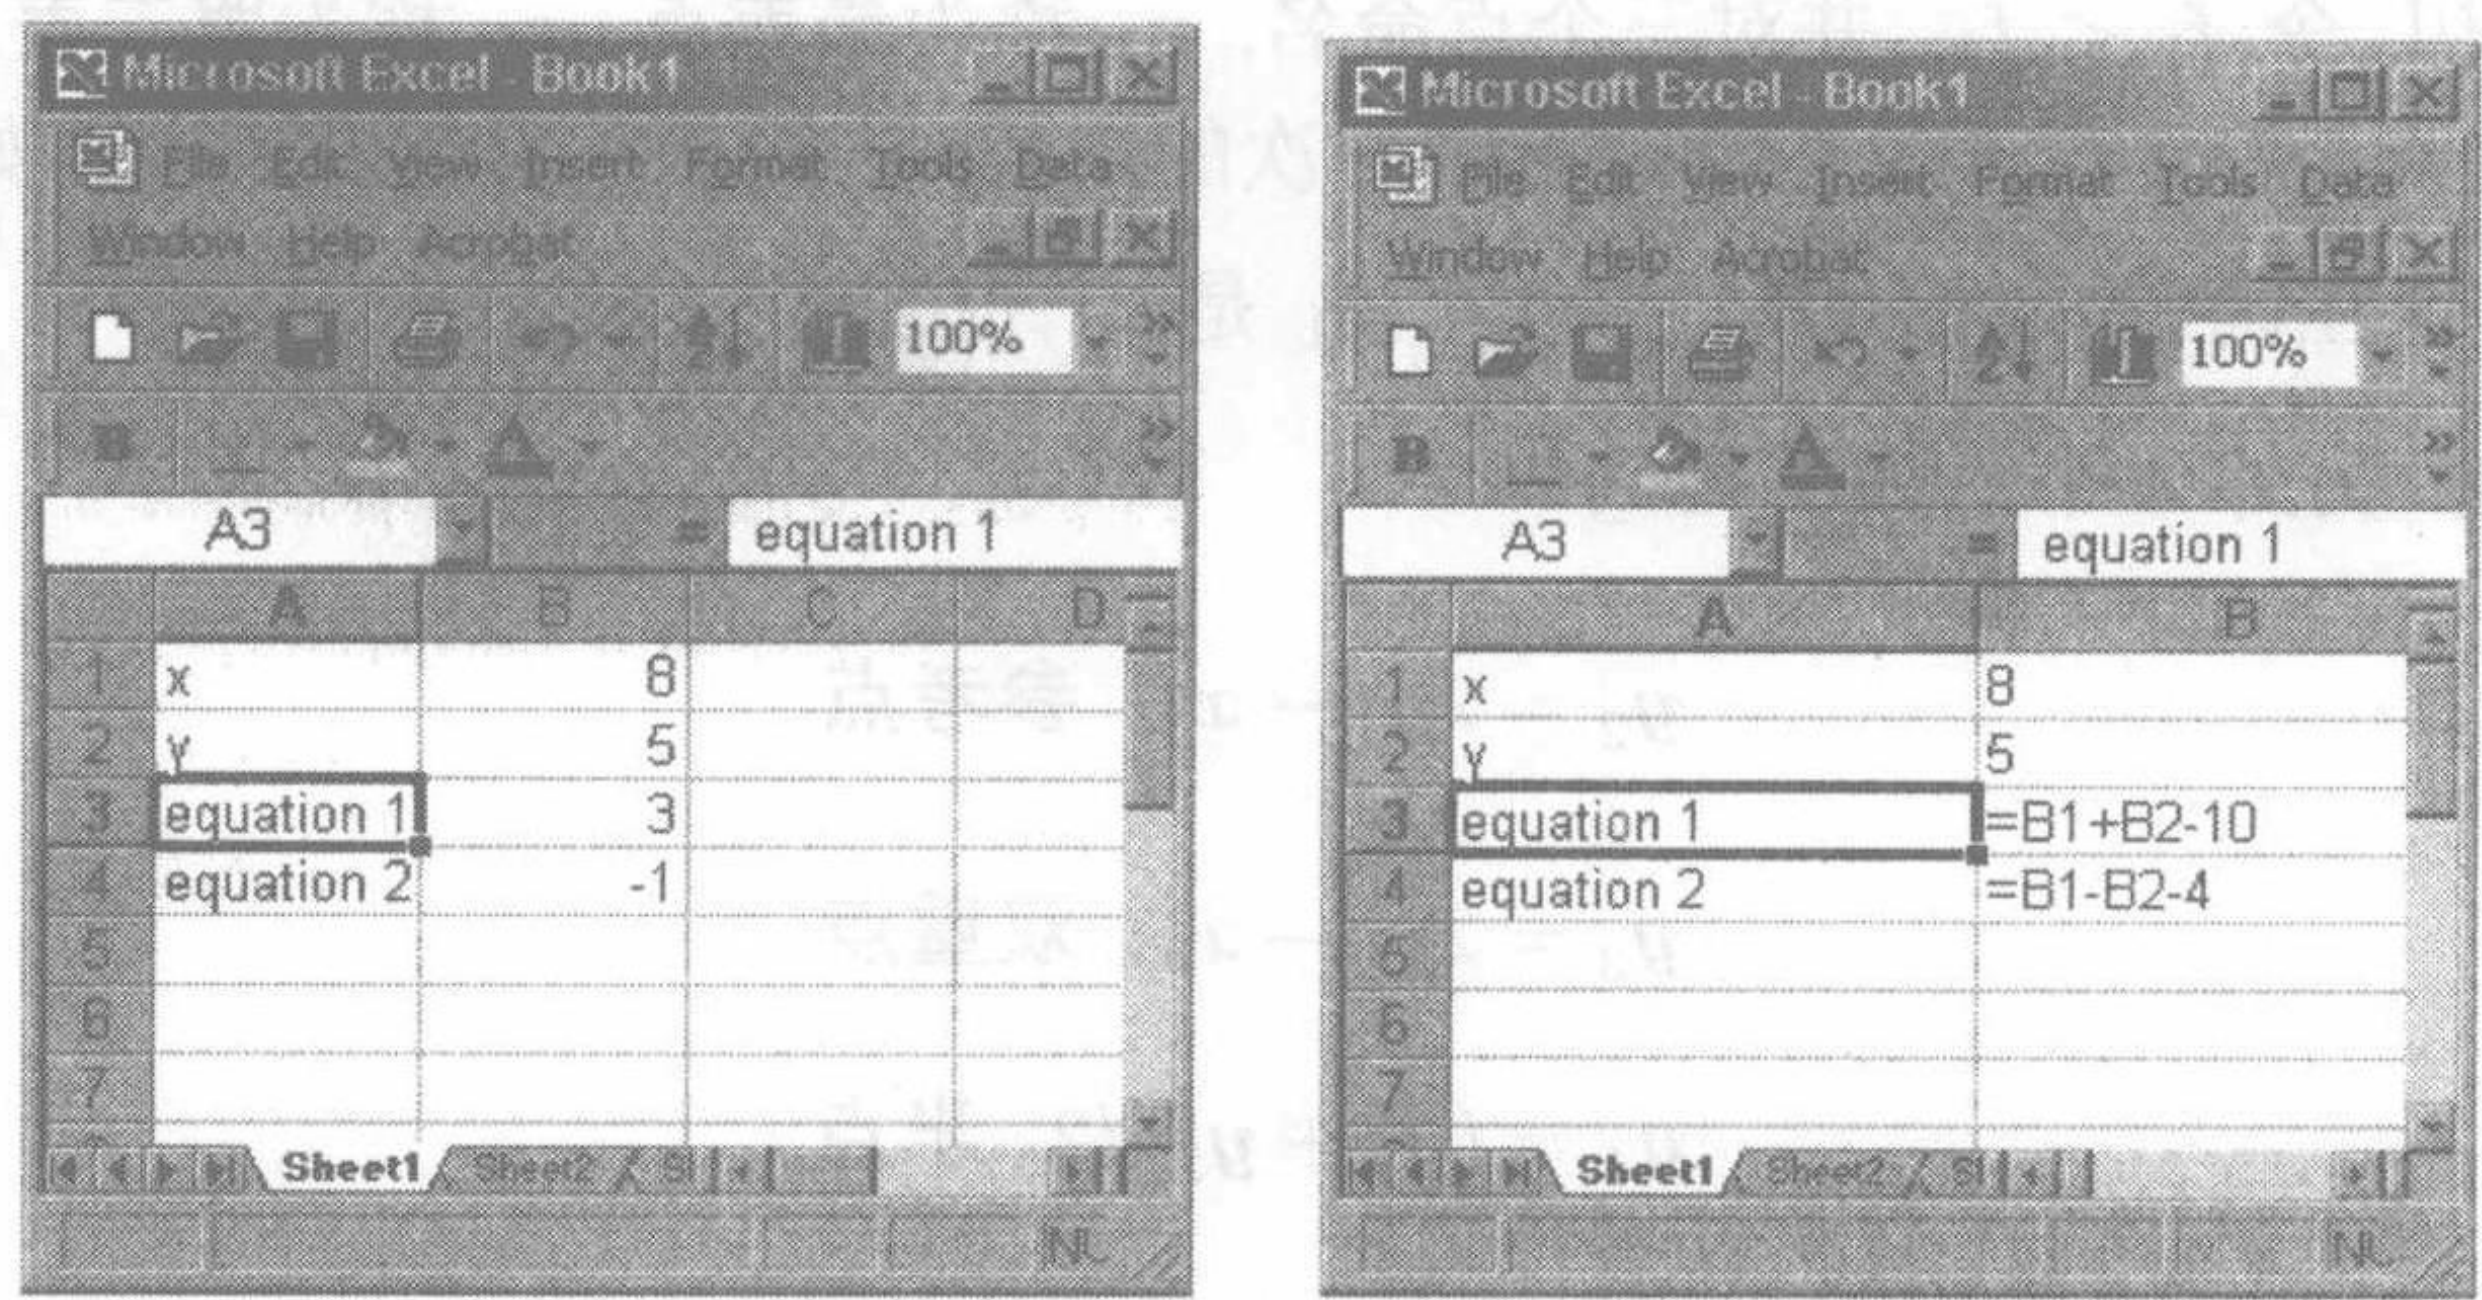 Microsoft Excel - Book1
File Edit View Insert Format Tools Data
Window Help Acrobat
100%
B A
A3 = equation 1
A B C D
1 x 8
2 y 5
3 equation 1 3
4 equation 2 -1
5
6
7
Sheet1 Sheet2 S
NU
Microsoft Excel - Book1
File Edit View Insert Format Tools Data
Window Help Acrobat
100%
B A
A3 = equation 1
A B
1 x 8
2 y 5
3 equation 1 =B1+B2-10
4 equation 2 =B1-B2-4
5
6
7
Sheet1 Sheet2 S
NU